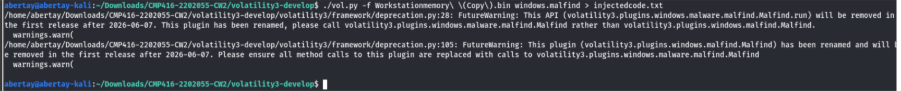 abertay@abertay-kali:~/Downloads/CMP416-2202055-CW2/volatility3-develop$ ./vol.py -f Workstationmemory\ \(Copy\).bin windows.malfind > injectedcode.txt
/home/abertay/Downloads/CMP416-2202055-CW2/volatility3-develop/volatility3/framework/deprecation.py:28: FutureWarning: This API (volatility3.plugins.windows.malware.malfind.Malfind.run) will be removed in
the first release after 2026-06-07. This plugin has been renamed, please call volatility3.plugins.windows.malware.malfind.Malfind rather than volatility3.plugins.windows.malfind.Malfind.
  warnings.warn(
/home/abertay/Downloads/CMP416-2202055-CW2/volatility3-develop/volatility3/framework/deprecation.py:105: FutureWarning: This plugin (volatility3.plugins.windows.malfind.Malfind) has been renamed and will b
e removed in the first release after 2026-06-07. Please ensure all method calls to this plugin are replaced with calls to volatility3.plugins.windows.malware.malfind.Malfind
  warnings.warn(
abertay@abertay-kali:~/Downloads/CMP416-2202055-CW2/volatility3-develop$